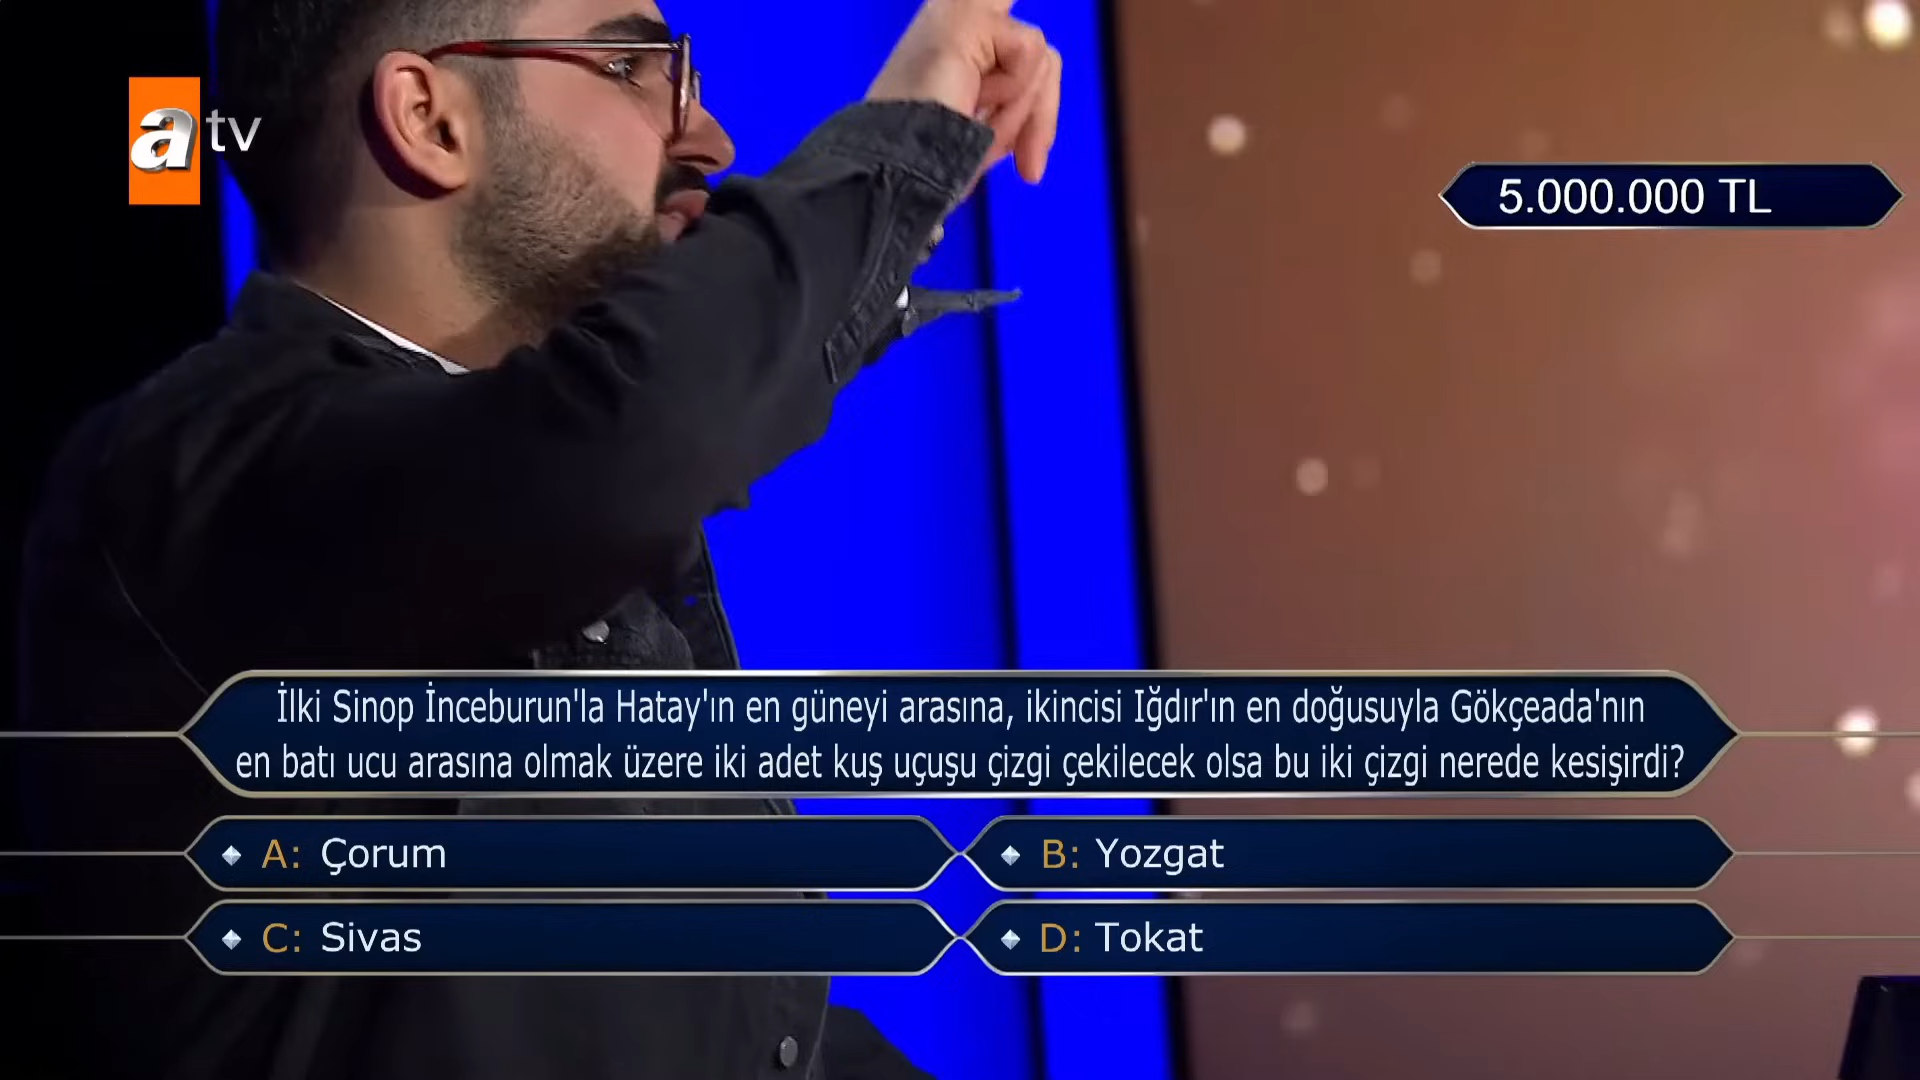 atv
5.000.000 TL
İlki Sinop İnceburun'la Hatay'ın en güneyi arasına, ikincisi Iğdır'ın en doğusuyla Gökçeada'nın
en batı ucu arasına olmak üzere iki adet kuş uçuşu çizgi çekilecek olsa bu iki çizgi nerede kesişirdi?
A: Çorum
B: Yozgat
C: Sivas
D: Tokat